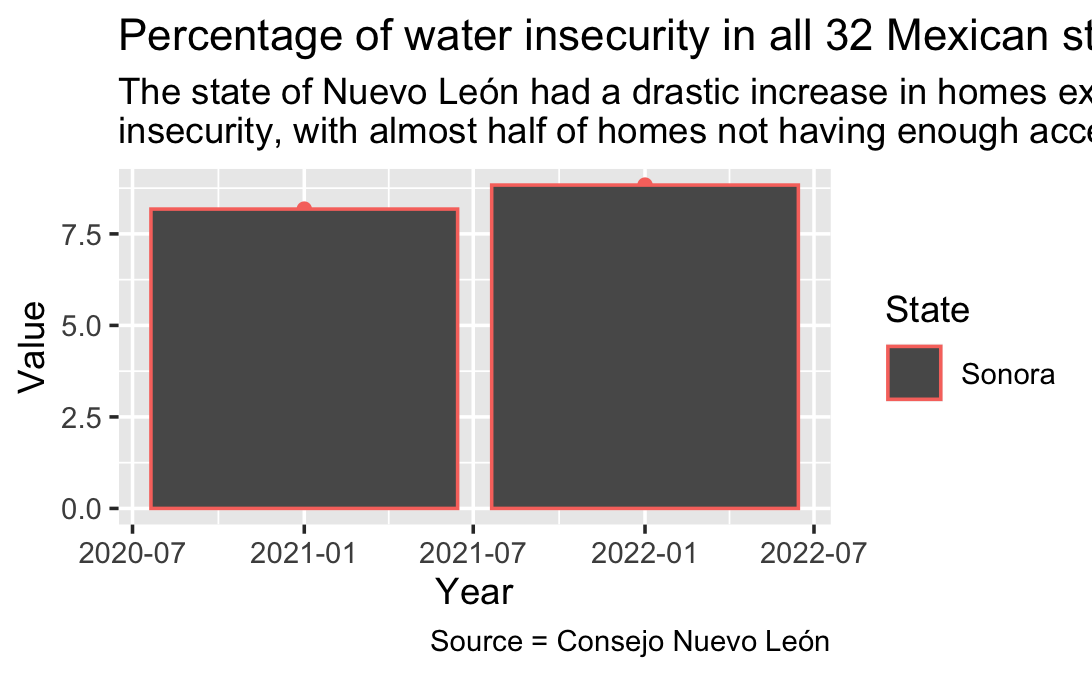 Percentage of water insecurity in all 32 Mexican st
The state of Nuevo León had a drastic increase in homes ex
insecurity, with almost half of homes not having enough acce
7.5
5.0
2.5
0.0
Value
2020-07 2021-01 2021-07 2022-01 2022-07
Year
State
Sonora
Source = Consejo Nuevo León